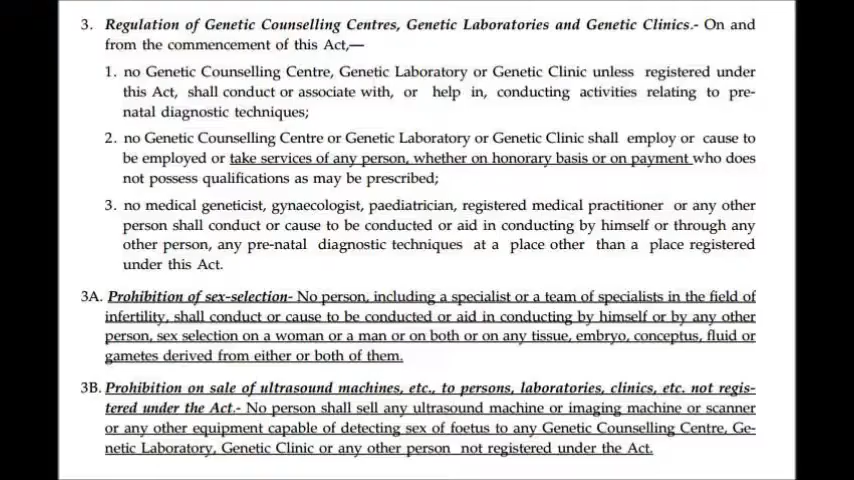 3. Regulation of Genetic Counselling Centres, Genetic Laboratories and Genetic Clinics.- On and
from the commencement of this Act,—
1. no Genetic Counselling Centre, Genetic Laboratory or Genetic Clinic unless registered under
this Act, shall conduct or associate with, or help in, conducting activities relating to pre-
natal diagnostic techniques;
2. no Genetic Counselling Centre or Genetic Laboratory or Genetic Clinic shall employ or cause to
be employed or take services of any person, whether on honorary basis or on payment who does
not possess qualifications as may be prescribed;
3. no medical geneticist, gynaecologist, paediatrician, registered medical practitioner or any other
person shall conduct or cause to be conducted or aid in conducting by himself or through any
other person, any pre-natal diagnostic techniques at a place other than a place registered
under this Act.
3A. Prohibition of sex-selection- No person, including a specialist or a team of specialists in the field of
infertility, shall conduct or cause to be conducted or aid in conducting by himself or by any other
person, sex selection on a woman or a man or on both or on any tissue, embryo, conceptus, fluid or
gametes derived from either or both of them.
3B. Prohibition on sale of ultrasound machines, etc., to persons, laboratories, clinics, etc. not regis-
tered under the Act.- No person shall sell any ultrasound machine or imaging machine or scanner
or any other equipment capable of detecting sex of foetus to any Genetic Counselling Centre, Ge-
netic Laboratory, Genetic Clinic or any other person not registered under the Act.